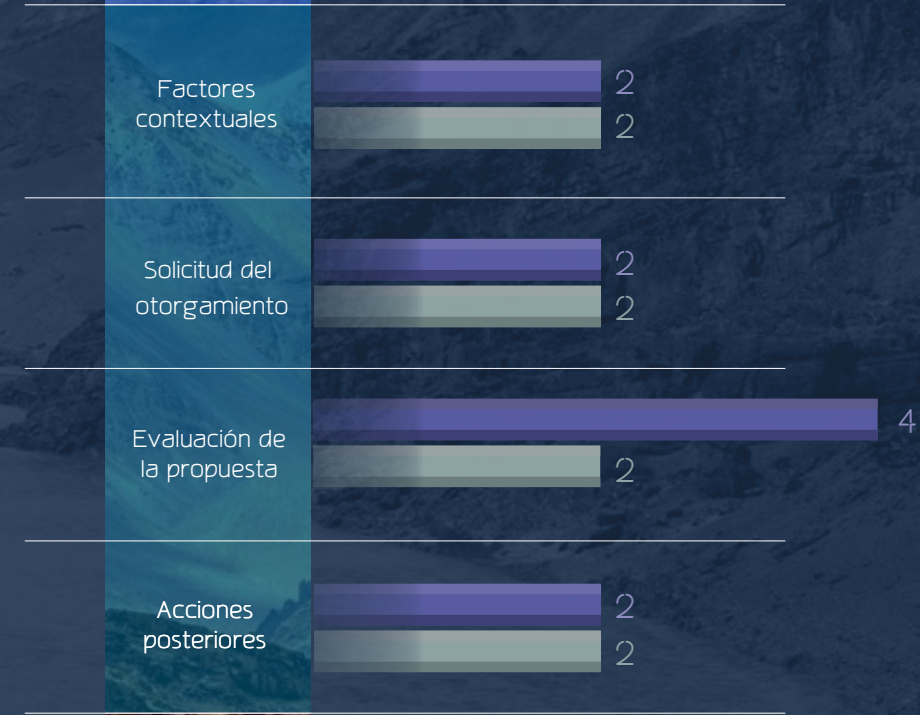 Factores
contextuales
2
2
Solicitud del
otorgamiento
2
2
Evaluación de
la propuesta
4
2
Acciones
posteriores
2
2